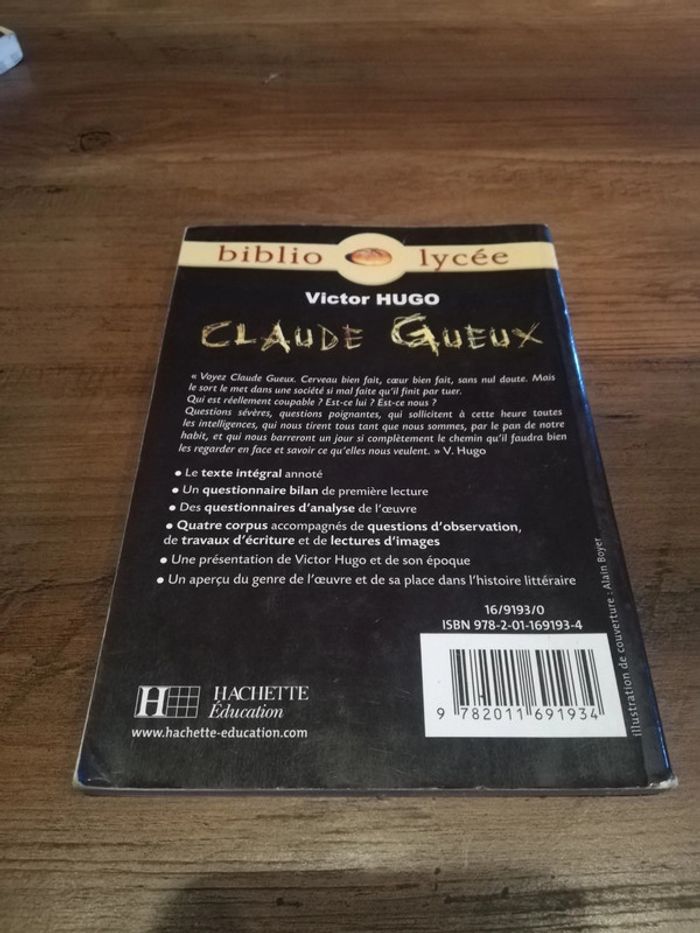 biblio lycée
Victor HUGO
CLAUDE GUEUX
« Voyez Claude Gueux. Cerveau bien fait, cœur bien fait, sans nul doute. Mais
le sort le met dans une société si mal faite qu'il finit par tuer.
Qui est réellement coupable ? Est-ce lui ? Est-ce nous ?
Questions sévères, questions poignantes, qui sollicitent à cette heure toutes
les intelligences, qui nous tirent tous tant que nous sommes, par le pan de notre
habit, et qui nous barreront un jour si complètement le chemin qu'il faudra bien
les regarder en face et savoir ce qu'elles nous veulent. » V. Hugo
• Le texte intégral annoté
• Un questionnaire bilan de première lecture
• Des questionnaires d'analyse de l'œuvre
• Quatre corpus accompagnés de questions d'observation,
de travaux d'écriture et de lectures d'images
• Une présentation de Victor Hugo et de son époque
• Un aperçu du genre de l'œuvre et de sa place dans l'histoire littéraire
16/9193/0
ISBN 978-2-01-169193-4
9 782011 691934
HACHETTE
Éducation
www.hachette-education.com
illustration de couverture : Alain Boyer